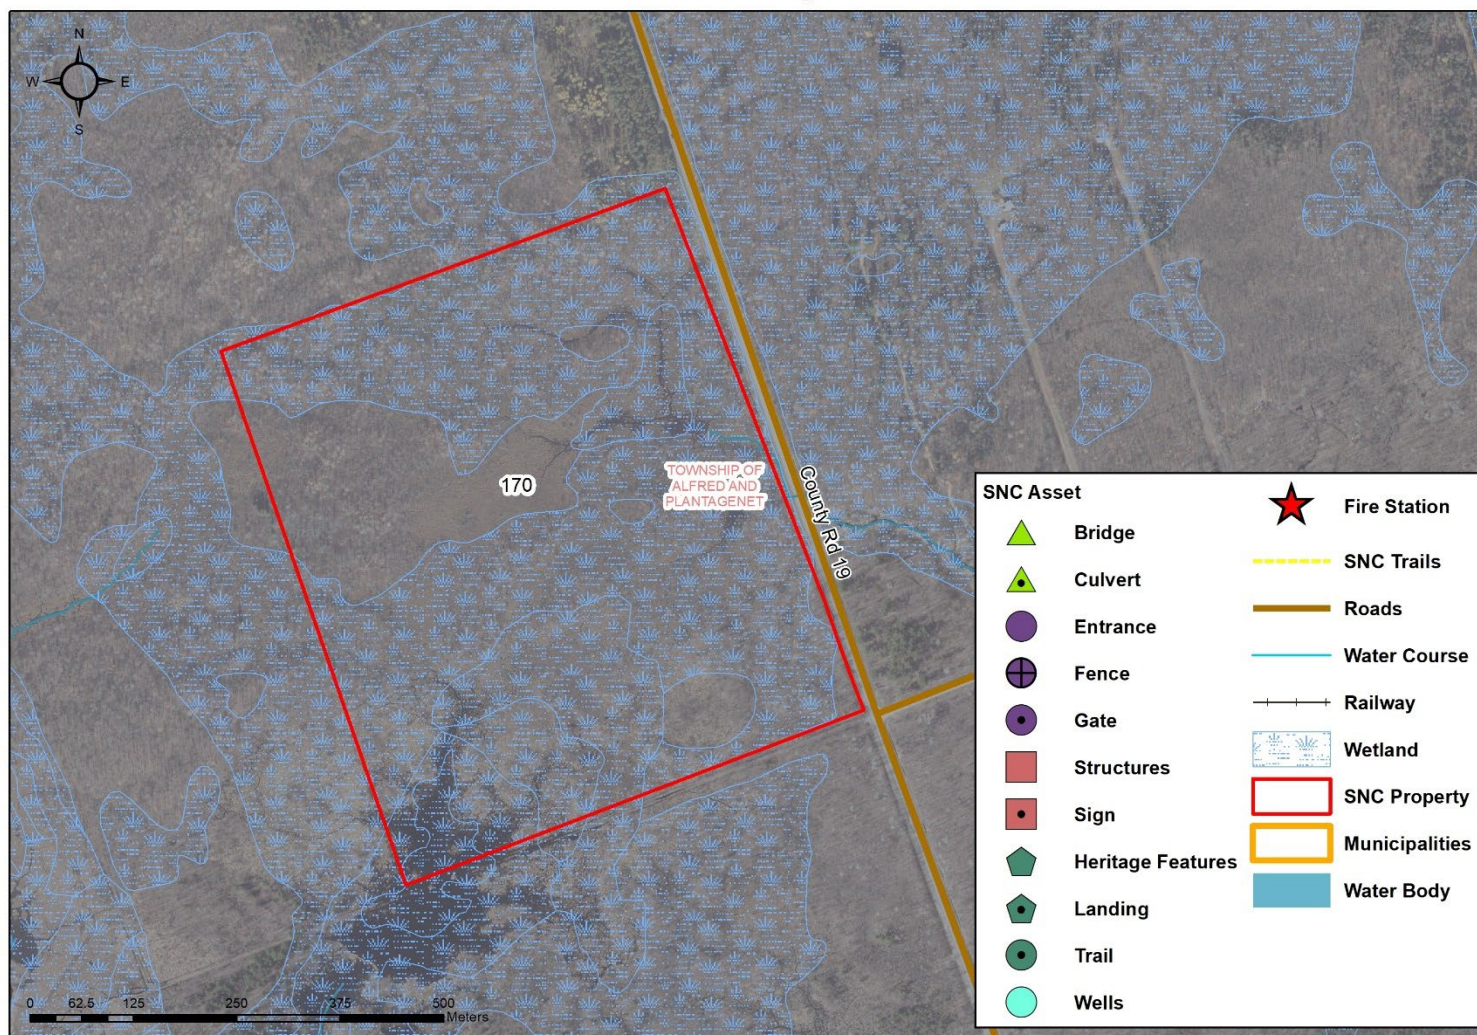 N
W E
S
TOWNSHIP OF
ALFRED AND
PLANTAGENET
170
County Rd 19
SNC Asset
Bridge
Culvert
Entrance
Fence
Gate
Structures
Sign
Heritage Features
Landing
Trail
Wells
Fire Station
SNC Trails
Roads
Water Course
Railway
Wetland
SNC Property
Municipalities
Water Body
0 62.5 125 250 375 500
Meters